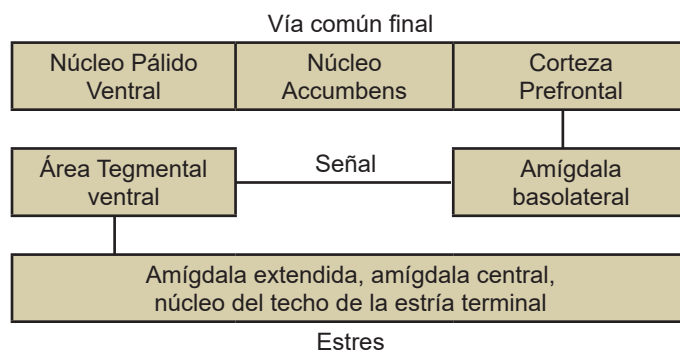 Vía común final
Núcleo Pálido
Ventral
Núcleo
Accumbens
Corteza
Prefrontal
Área Tegmental
ventral
Señal
Amígdala
basolateral
Amígdala extendida, amígdala central,
núcleo del techo de la estría terminal
Estres